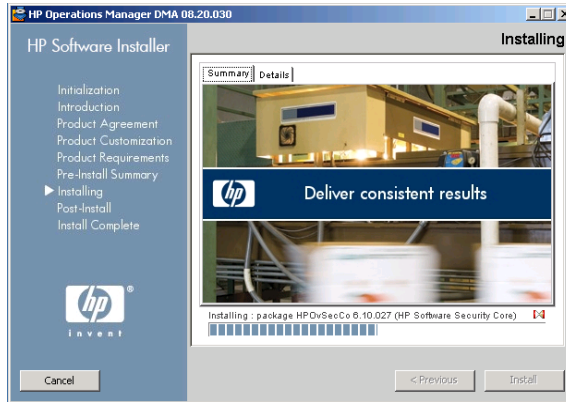 HP Operations Manager DMA 08.20.030
HP Software Installer
Installing
Initialization
Introduction
Product Agreement
Product Customization
Product Requirements
Pre-Install Summary
Installing
Post-Install
Install Complete
hp
®
invent
Summary
Details
hp
Deliver consistent results
Installing : package HPOvSecCo 6.10.027 (HP Software Security Core)
Cancel
< Previous
Install